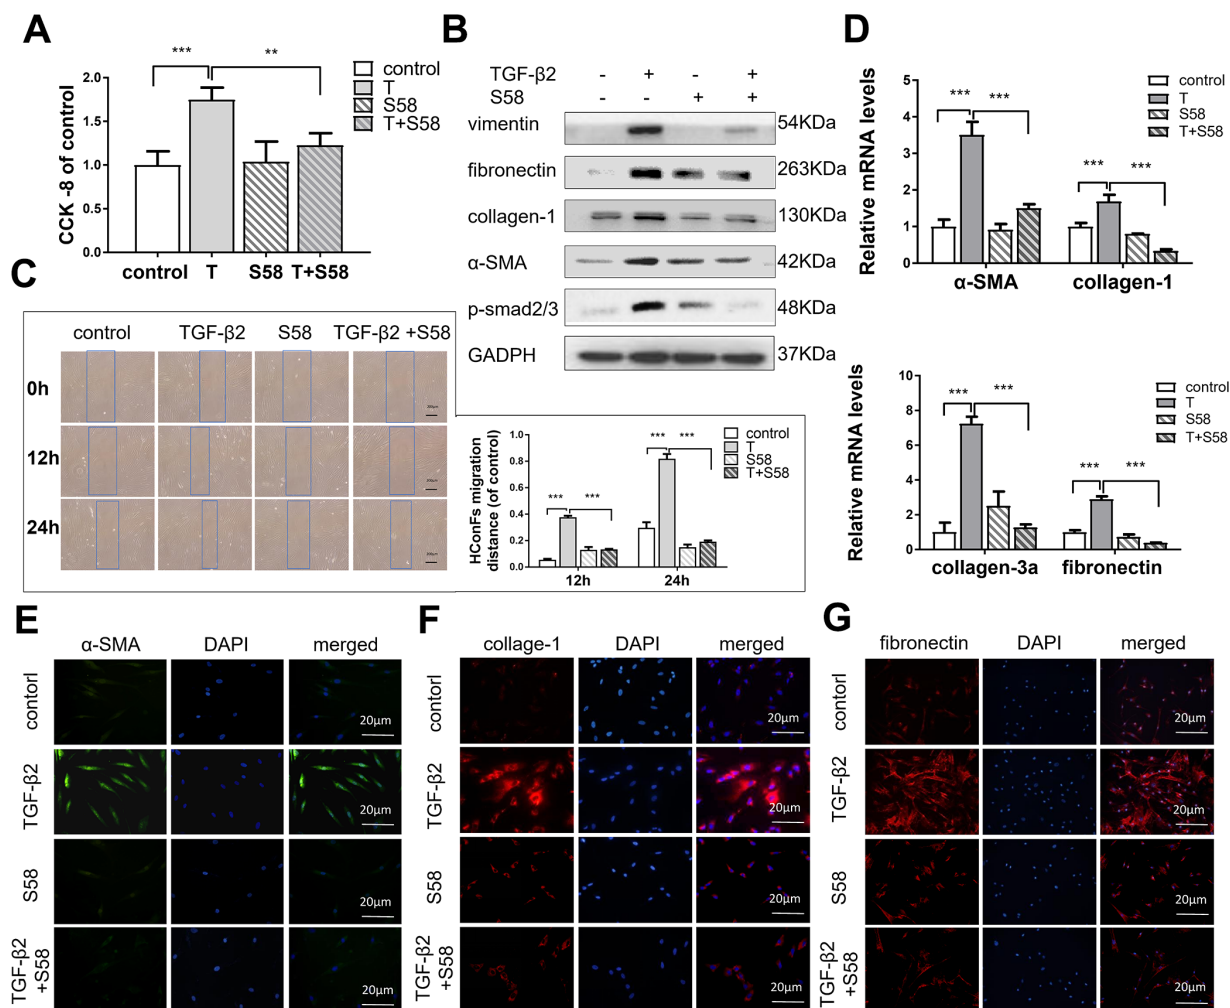 A
***
**
CCK -8 of control
2.0
1.5
1.0
0.5
0.0
control
T
S58
T+S58
control T S58 T+S58
B
TGF-β2 - + - +
S58 - - + +
vimentin 54KDa
fibronectin 263KDa
collagen-1 130KDa
α-SMA 42KDa
p-smad2/3 48KDa
GADPH 37KDa
C
control TGF-β2 S58 TGF-β2 +S58
0h
12h
24h
HConFs migration
distance (of control)
1.0
0.8
0.6
0.4
0.2
0.0
*** ***
*** ***
control
T
S58
T+S58
12h 24h
D
Relative mRNA levels
5
4
3
2
1
0
*** ***
*** ***
control
T
S58
T+S58
α-SMA collagen-1
Relative mRNA levels
10
8
6
4
2
0
*** ***
*** ***
control
T
S58
T+S58
collagen-3a fibronectin
E
α-SMA DAPI merged
contorl
20μm
TGF-β2
20μm
S58
20μm
TGF-β2
+S58
20μm
F
collage-1 DAPI merged
contorl
20μm
TGF-β2
20μm
S58
20μm
TGF-β2
+S58
20μm
G
fibronectin DAPI merged
contorl
20μm
TGF-β2
20μm
S58
20μm
TGF-β2
+S58
20μm